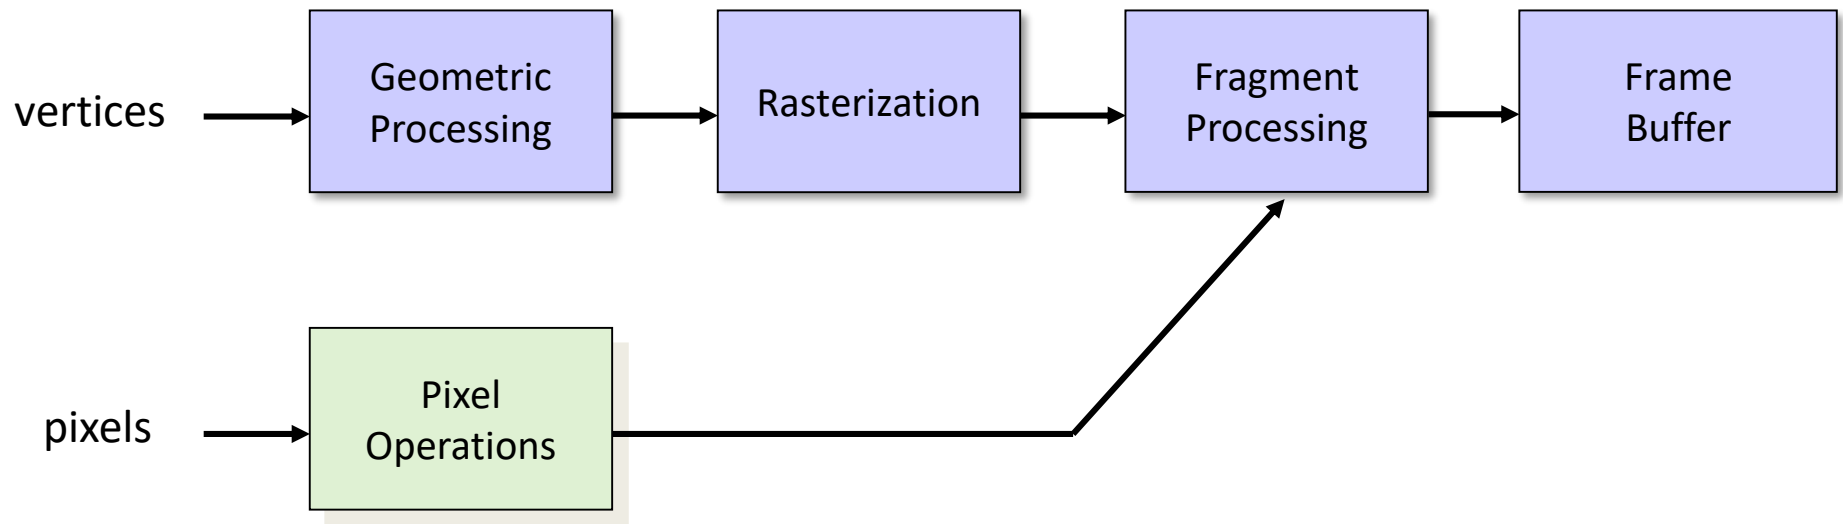 vertices
Geometric
Processing
Rasterization
Fragment
Processing
Frame
Buffer
pixels
Pixel
Operations